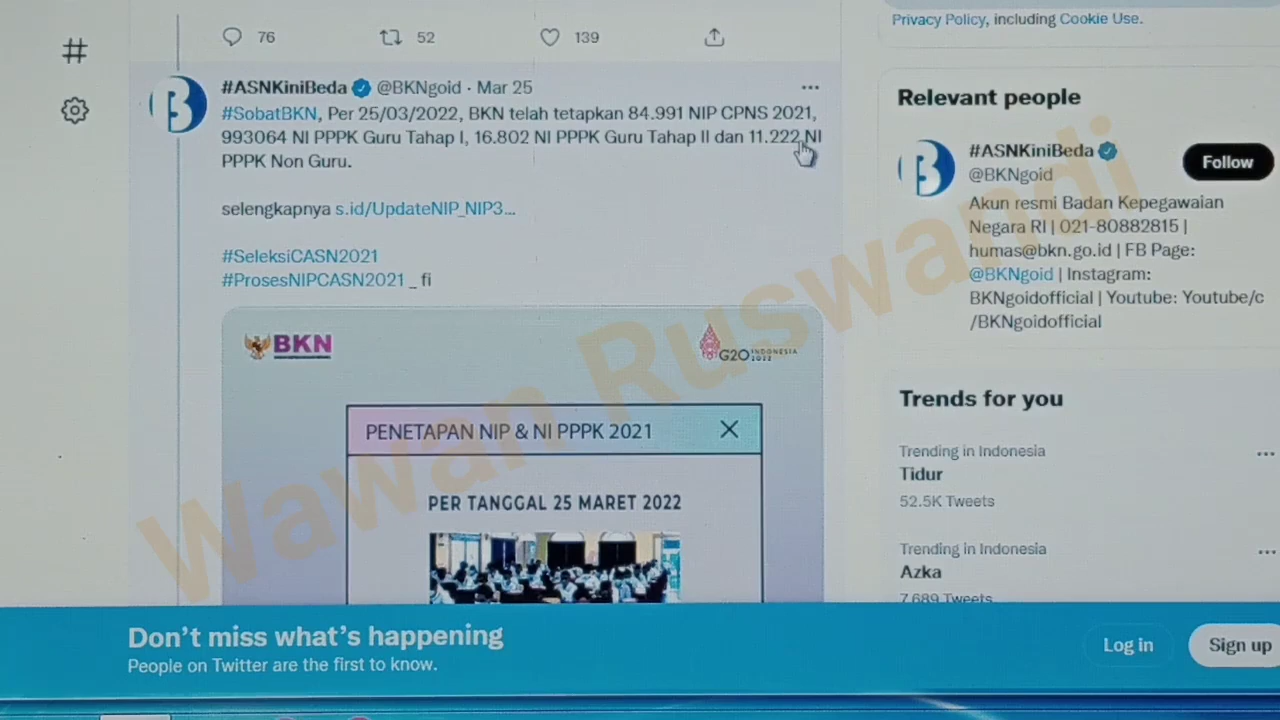 76 52 139
#ASNKiniBeda @BKNgoid · Mar 25
#SobatBKN, Per 25/03/2022, BKN telah tetapkan 84.991 NIP CPNS 2021,
993064 NI PPPK Guru Tahap I, 16.802 NI PPPK Guru Tahap II dan 11.222 NI
PPPK Non Guru.
selengkapnya s.id/UpdateNIP_NIP3...
#SeleksiCASN2021
#ProsesNIPCASN2021 _ fi
BKN
G20 INDONESIA 2022
PENETAPAN NIP & NI PPPK 2021
PER TANGGAL 25 MARET 2022
Privacy Policy, including Cookie Use.
Relevant people
#ASNKiniBeda
@BKNgoid
Follow
Akun resmi Badan Kepegawaian
Negara RI | 021-80882815 |
humas@bkn.go.id | FB Page:
@BKNgoid | Instagram:
BKNgoidofficial | Youtube: Youtube/c
/BKNgoidofficial
Trends for you
Trending in Indonesia
Tidur
52.5K Tweets
Trending in Indonesia
Azka
7,689 Tweets
Wawan Ruswandi
Don't miss what's happening
People on Twitter are the first to know.
Log in
Sign up